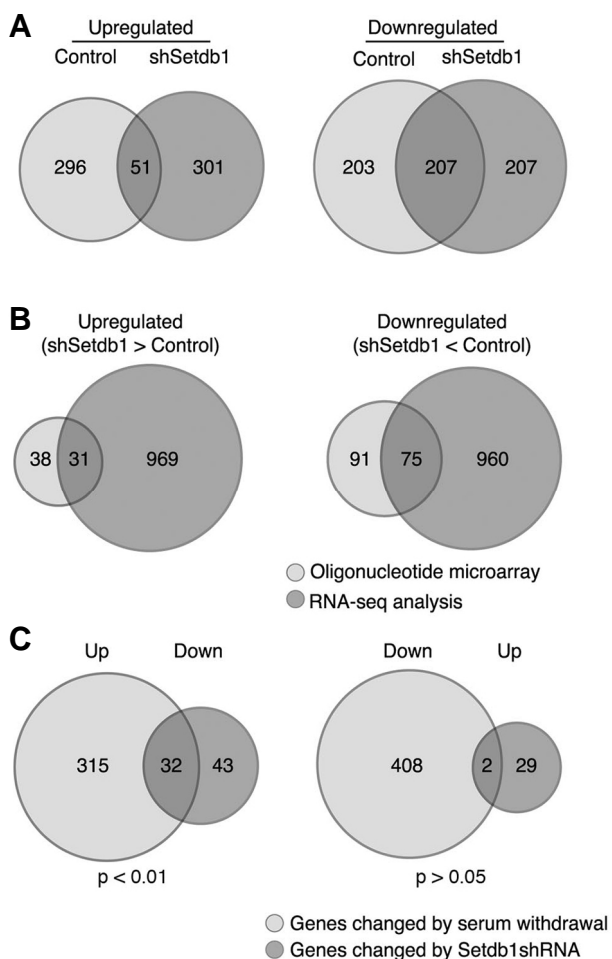 A
Upregulated
Downregulated
Control shSetdb1
Control shSetdb1
296 51 301
203 207 207
B
Upregulated
(shSetdb1 > Control)
Downregulated
(shSetdb1 < Control)
38 31 969
91 75 960
Oligonucleotide microarray
RNA-seq analysis
C
Up Down
Down Up
315 32 43
408 2 29
p < 0.01
p > 0.05
Genes changed by serum withdrawal
Genes changed by Setdb1shRNA